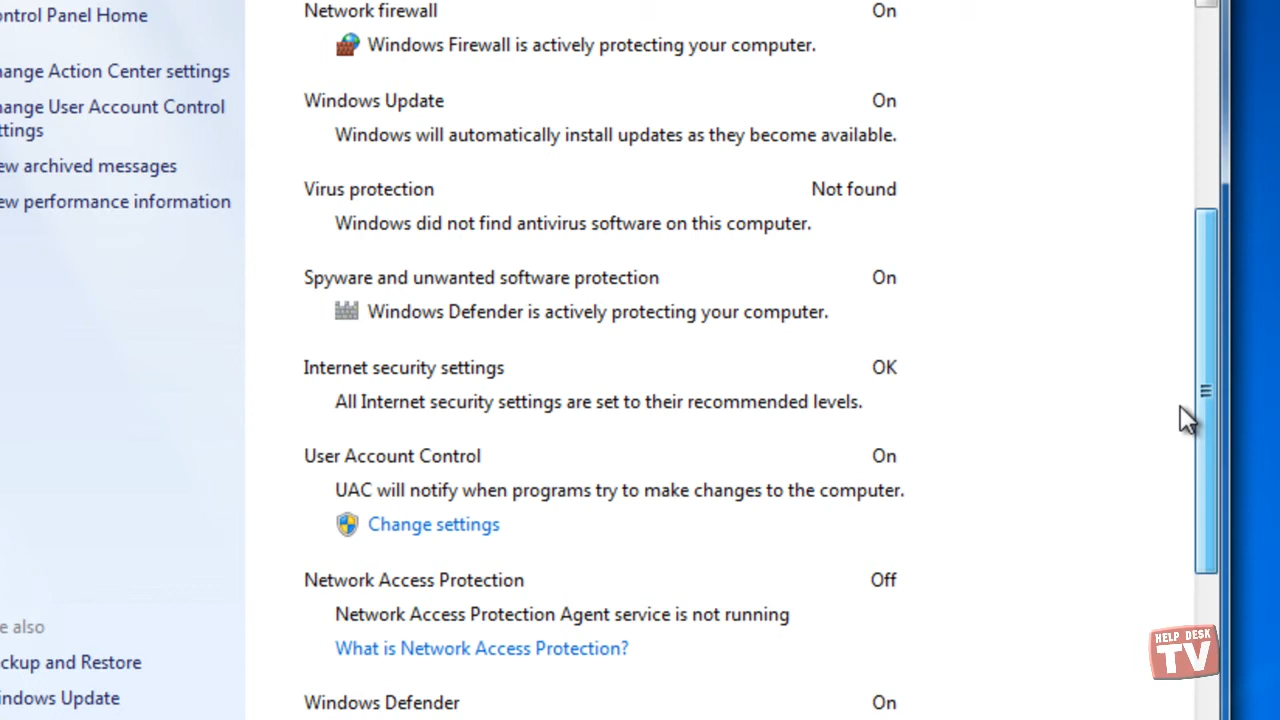 ontrol Panel Home
hange Action Center settings
hange User Account Control
ttings
ew archived messages
ew performance information
e also
ckup and Restore
indows Update
Network firewall On
Windows Firewall is actively protecting your computer.
Windows Update On
Windows will automatically install updates as they become available.
Virus protection Not found
Windows did not find antivirus software on this computer.
Spyware and unwanted software protection On
Windows Defender is actively protecting your computer.
Internet security settings OK
All Internet security settings are set to their recommended levels.
User Account Control On
UAC will notify when programs try to make changes to the computer.
Change settings
Network Access Protection Off
Network Access Protection Agent service is not running
What is Network Access Protection?
Windows Defender On
HELP DESK
TV